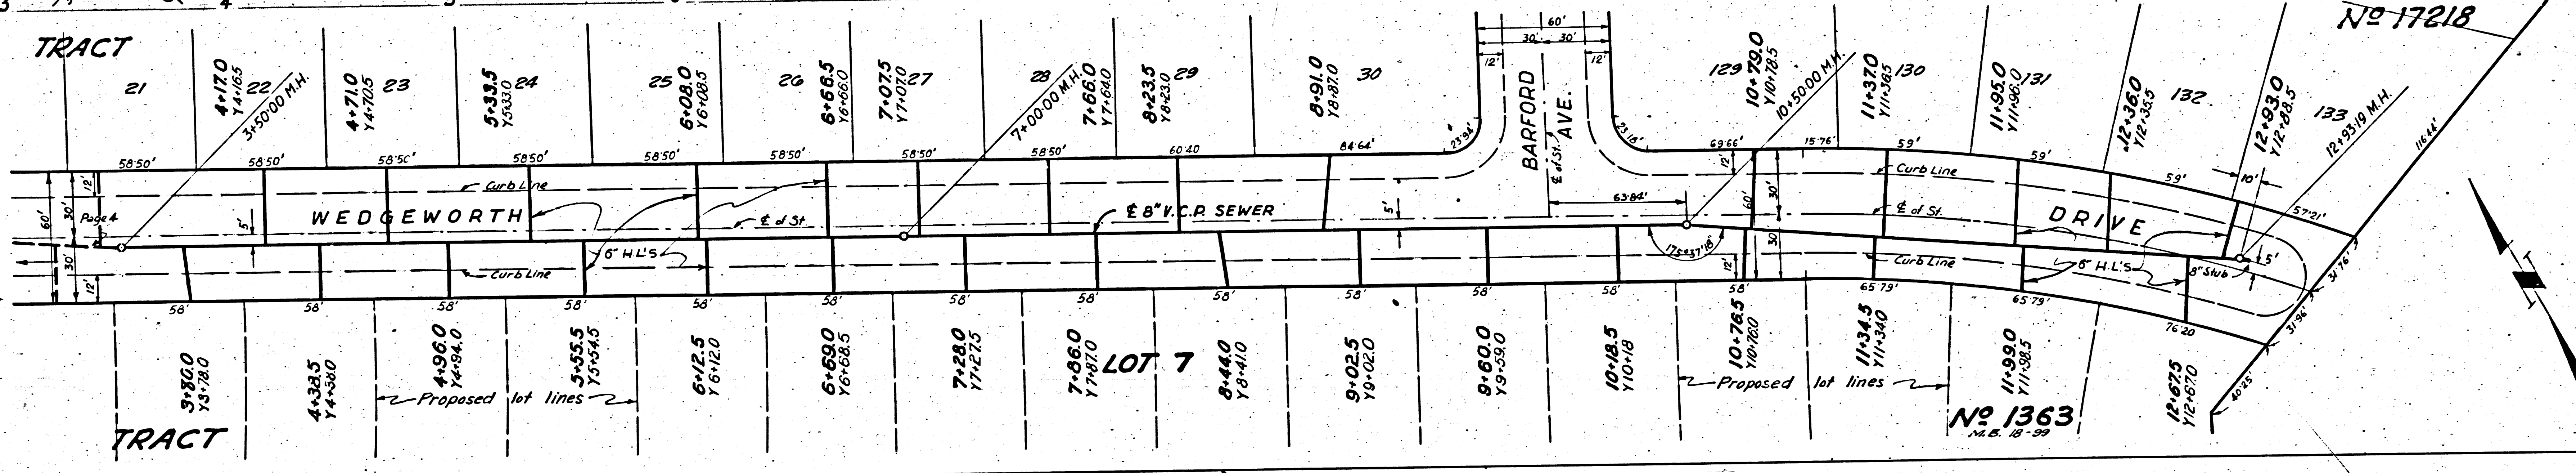 TRACT
Nº 17218
21
4+17.0
Y4+16.5
22
3+50.00 M.H.
4+71.0
Y4+70.5
23
5+33.5
Y5+33.0
24
25
6+08.0
Y6+08.5
26
6+66.5
Y6+66.0
7+07.5
Y7+07.0
27
28
7+00.00 M.H.
7+66.0
Y7+64.0
8+23.5
Y8+23.0
29
8+91.0
Y8+87.0
30
60'
30' 30'
12'
12'
BARFORD
AVE.
℄ of St.
129
10+79.0
Y10+78.5
10+50.00 M.H.
11+37.0
Y11+36.5
130
11+95.0
Y11+96.0
131
12+36.0
Y12+35.5
132
12+93.0
Y12+88.5
133
12+93.19 M.H.
58.50'
58.50'
58.50'
58.50'
58.50'
58.50'
58.50'
58.50'
60.40
84.64'
23.94'
23.18'
69.66'
15.76'
59'
59'
59'
10'
57.21'
116.44'
60'
30'
12'
Page 4
5'
Curb Line
WEDGEWORTH
℄ of St.
℄ 8" V.C.P. SEWER
5'
63.84'
12'
60'
30'
Curb Line
℄ of St.
DRIVE
30'
12'
Curb Line
6" H.L'S
175°37'18"
12'
30'
Curb Line
6" H.L'S
8" Stub
5'
31.76'
58'
58'
58'
58'
58'
58'
58'
58'
58'
58'
58'
58'
58'
65.79'
65.79'
76.20
31.96'
40.25'
3+80.0
Y3+78.0
4+38.5
Y4+38.0
4+96.0
Y4+94.0
5+55.5
Y5+54.5
6+12.5
Y6+12.0
6+69.0
Y6+68.5
7+28.0
Y7+27.5
7+86.0
Y7+87.0
LOT 7
8+44.0
Y8+41.0
9+02.5
Y9+02.0
9+60.0
Y9+59.0
10+18.5
Y10+18
10+76.5
Y10+76.0
11+34.5
Y11+34.0
11+99.0
Y11+98.5
12+67.5
Y12+67.0
Proposed lot lines
Proposed lot lines
TRACT
Nº 1363
M.B. 18-99